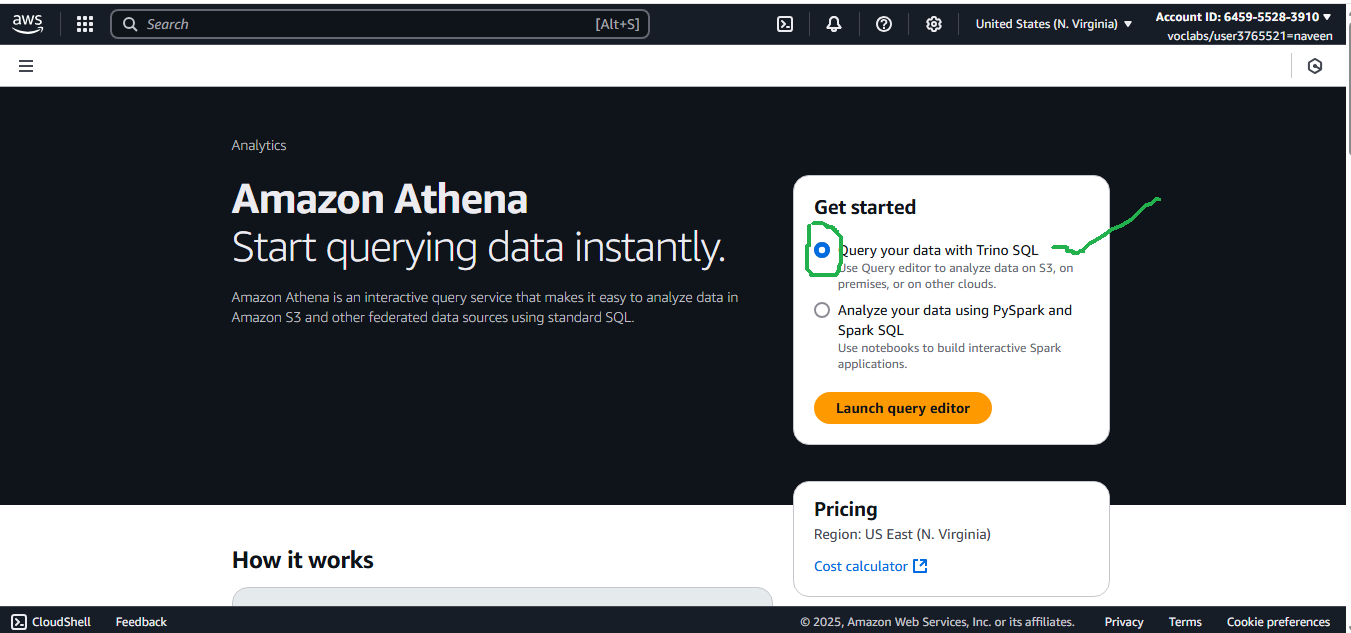 aws
Search
[Alt+S]
United States (N. Virginia)
Account ID: 6459-5528-3910
voclabs/user3765521=naveen
Analytics
Amazon Athena
Start querying data instantly.
Amazon Athena is an interactive query service that makes it easy to analyze data in
Amazon S3 and other federated data sources using standard SQL.
Get started
Query your data with Trino SQL
Use Query editor to analyze data on S3, on
premises, or on other clouds.
Analyze your data using PySpark and
Spark SQL
Use notebooks to build interactive Spark
applications.
Launch query editor
Pricing
Region: US East (N. Virginia)
Cost calculator
How it works
CloudShell
Feedback
© 2025, Amazon Web Services, Inc. or its affiliates.
Privacy
Terms
Cookie preferences